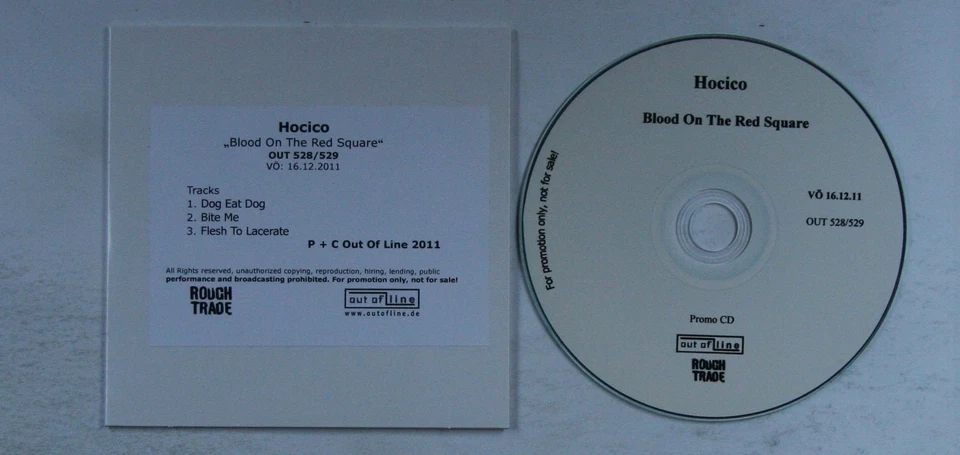 Hocico
„Blood On The Red Square“
OUT 528/529
VÖ: 16.12.2011
Tracks
1. Dog Eat Dog
2. Bite Me
3. Flesh To Lacerate
P + C Out Of Line 2011
All Rights reserved, unauthorized copying, reproduction, hiring, lending, public
performance and broadcasting prohibited. For promotion only, not for sale!
ROUGH
TRADE
out of line
www.outofline.de
Hocico
Blood On The Red Square
For promotion only, not for sale!
VÖ 16.12.11
OUT 528/529
Promo CD
out of line
ROUGH
TRADE